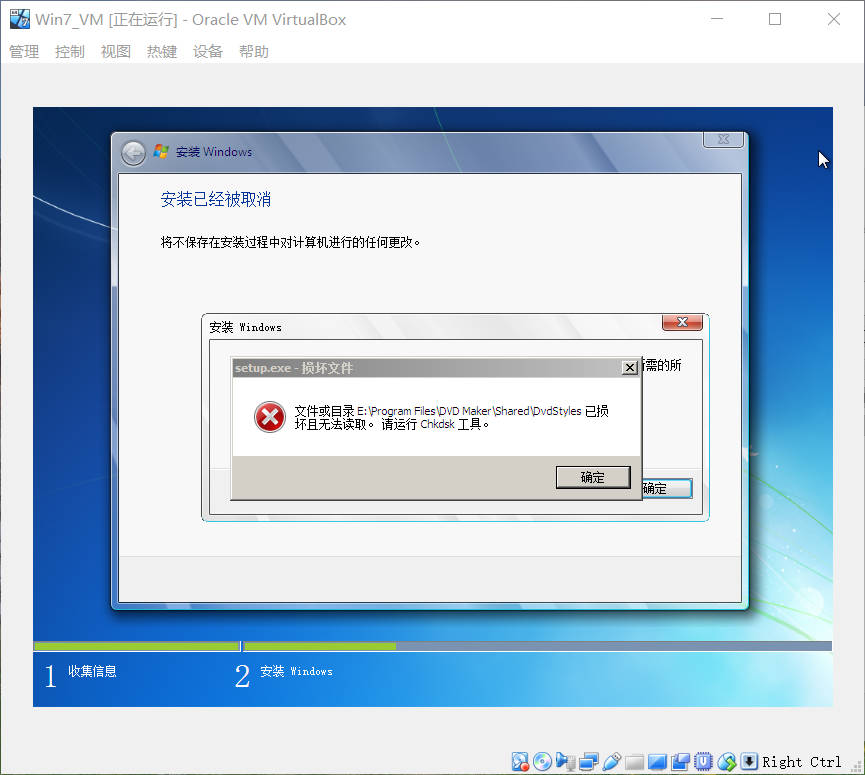 Win7_VM [正在运行] - Oracle VM VirtualBox
管理 控制 视图 热键 设备 帮助
安装 Windows
安装已经被取消
将不保存在安装过程中对计算机进行的任何更改。
安装 Windows
所需的所
setup.exe - 损坏文件
文件或目录 E:\Program Files\DVD Maker\Shared\DvdStyles 已损
坏且无法读取。 请运行 Chkdsk 工具。
确定
确定
1 收集信息
2 安装 Windows
Right Ctrl